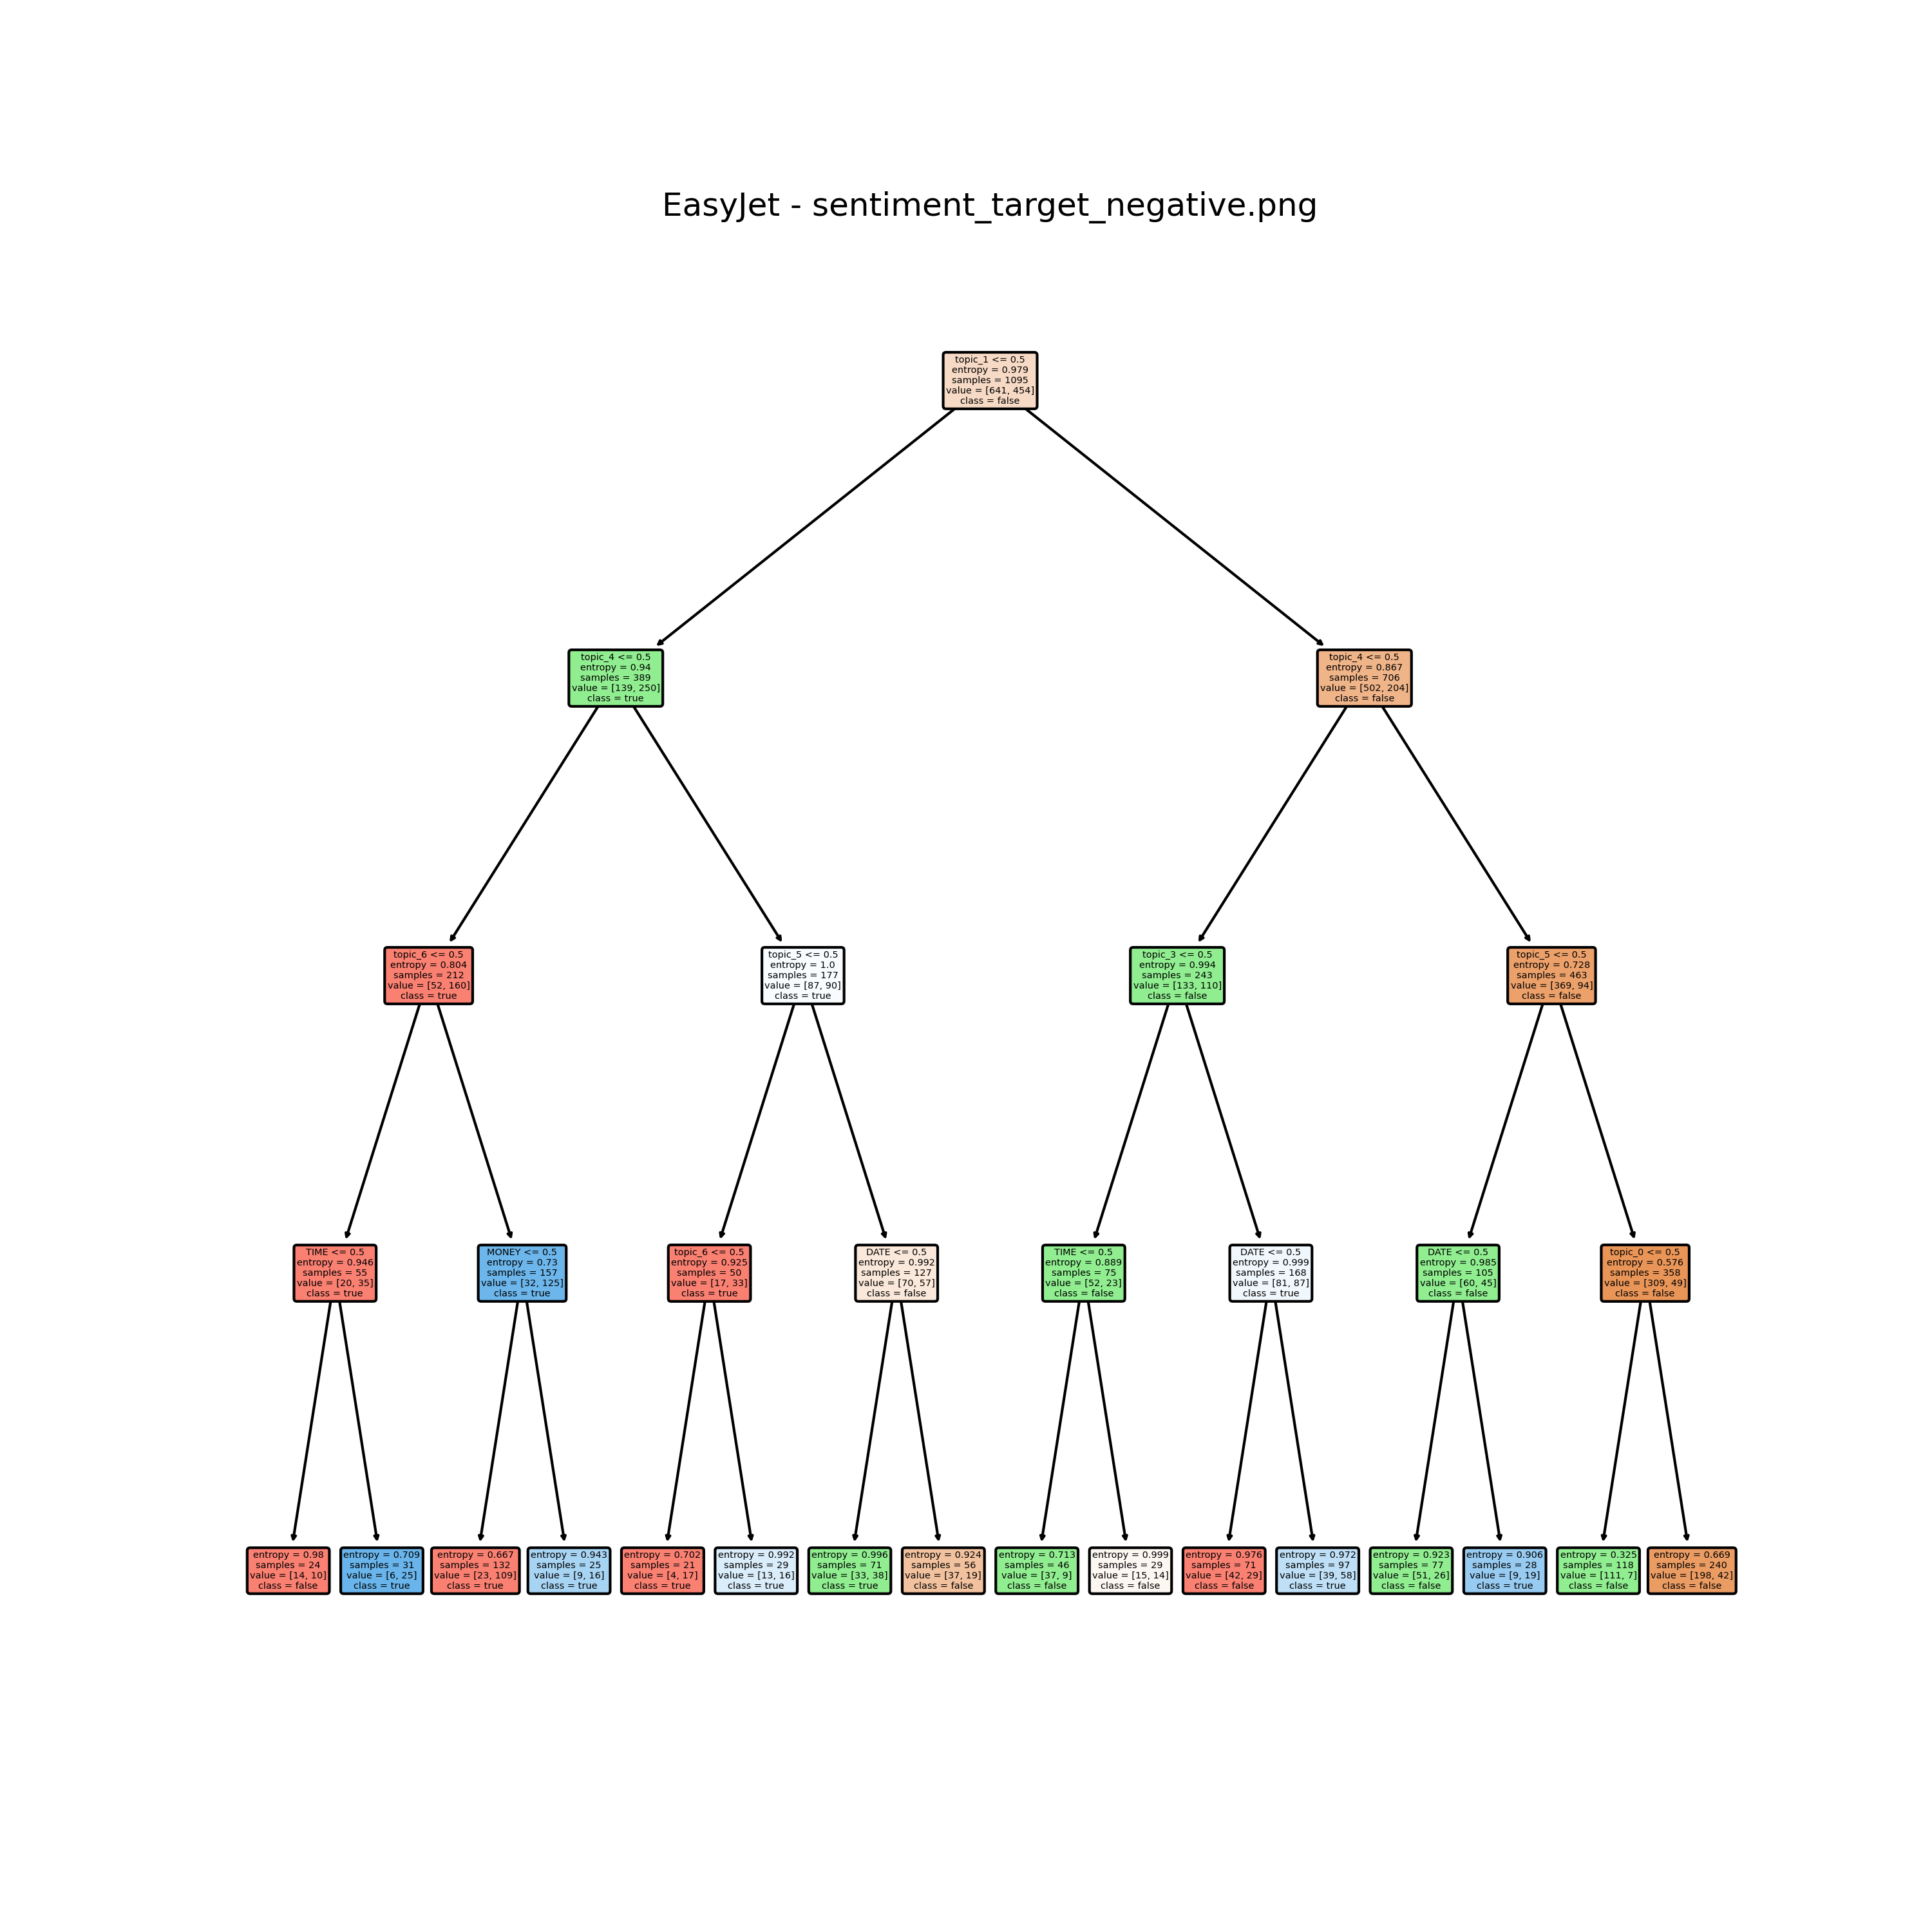 EasyJet - sentiment_target_negative.png
topic_1 <= 0.5
entropy = 0.979
samples = 1095
value = [641, 454]
class = false
topic_4 <= 0.5
entropy = 0.94
samples = 389
value = [139, 250]
class = true
topic_4 <= 0.5
entropy = 0.867
samples = 706
value = [502, 204]
class = false
topic_6 <= 0.5
entropy = 0.804
samples = 212
value = [52, 160]
class = true
topic_5 <= 0.5
entropy = 1.0
samples = 177
value = [87, 90]
class = true
topic_3 <= 0.5
entropy = 0.994
samples = 243
value = [133, 110]
class = false
topic_5 <= 0.5
entropy = 0.728
samples = 463
value = [369, 94]
class = false
TIME <= 0.5
entropy = 0.946
samples = 55
value = [20, 35]
class = true
MONEY <= 0.5
entropy = 0.73
samples = 157
value = [32, 125]
class = true
topic_6 <= 0.5
entropy = 0.925
samples = 50
value = [17, 33]
class = true
DATE <= 0.5
entropy = 0.992
samples = 127
value = [70, 57]
class = false
TIME <= 0.5
entropy = 0.889
samples = 75
value = [52, 23]
class = false
DATE <= 0.5
entropy = 0.999
samples = 168
value = [81, 87]
class = true
DATE <= 0.5
entropy = 0.985
samples = 105
value = [60, 45]
class = false
topic_0 <= 0.5
entropy = 0.576
samples = 358
value = [309, 49]
class = false
entropy = 0.98
samples = 24
value = [14, 10]
class = false
entropy = 0.709
samples = 31
value = [6, 25]
class = true
entropy = 0.667
samples = 132
value = [23, 109]
class = true
entropy = 0.943
samples = 25
value = [9, 16]
class = true
entropy = 0.702
samples = 21
value = [4, 17]
class = true
entropy = 0.992
samples = 29
value = [13, 16]
class = true
entropy = 0.996
samples = 71
value = [33, 38]
class = true
entropy = 0.924
samples = 56
value = [37, 19]
class = false
entropy = 0.713
samples = 46
value = [37, 9]
class = false
entropy = 0.999
samples = 29
value = [15, 14]
class = false
entropy = 0.976
samples = 71
value = [42, 29]
class = false
entropy = 0.972
samples = 97
value = [39, 58]
class = true
entropy = 0.923
samples = 77
value = [51, 26]
class = false
entropy = 0.906
samples = 28
value = [9, 19]
class = true
entropy = 0.325
samples = 118
value = [111, 7]
class = false
entropy = 0.669
samples = 240
value = [198, 42]
class = false